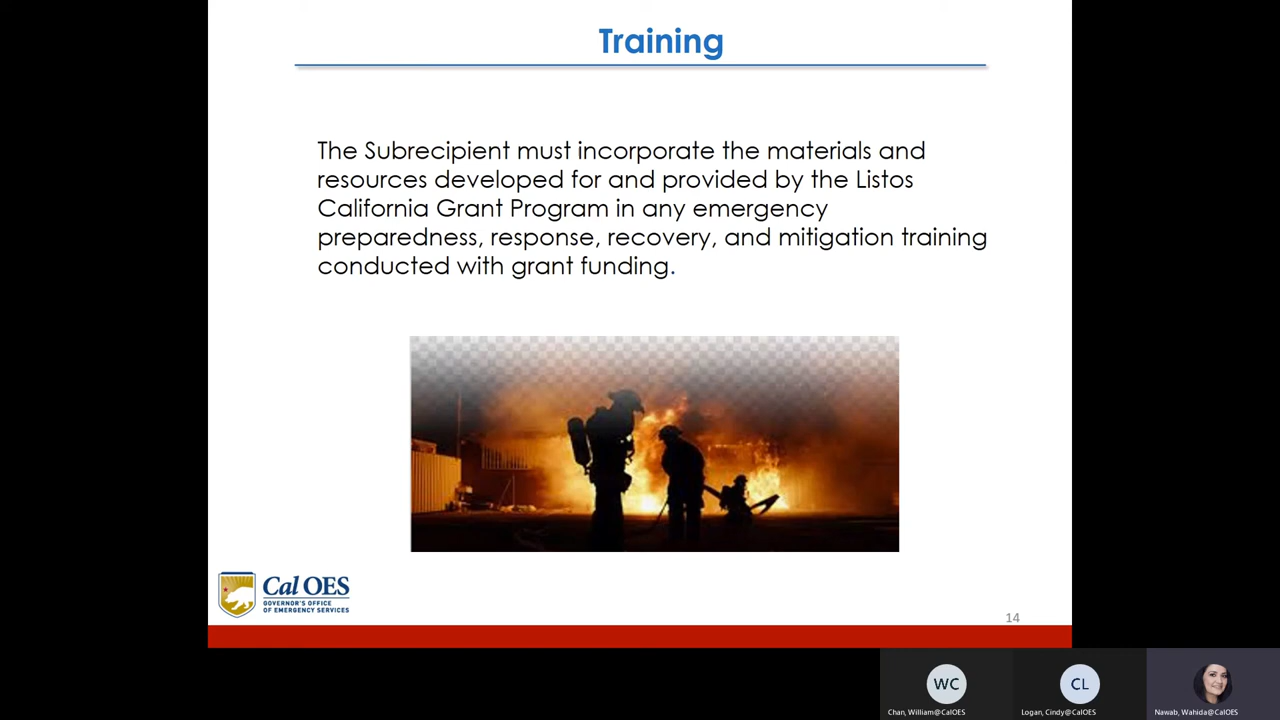 Training
The Subrecipient must incorporate the materials and
resources developed for and provided by the Listos
California Grant Program in any emergency
preparedness, response, recovery, and mitigation training
conducted with grant funding.
Cal OES
GOVERNOR'S OFFICE
OF EMERGENCY SERVICES
14
WC
CL
Chan, William@CalOES
Logan, Cindy@CalOES
Nawab, Wahida@CalOES